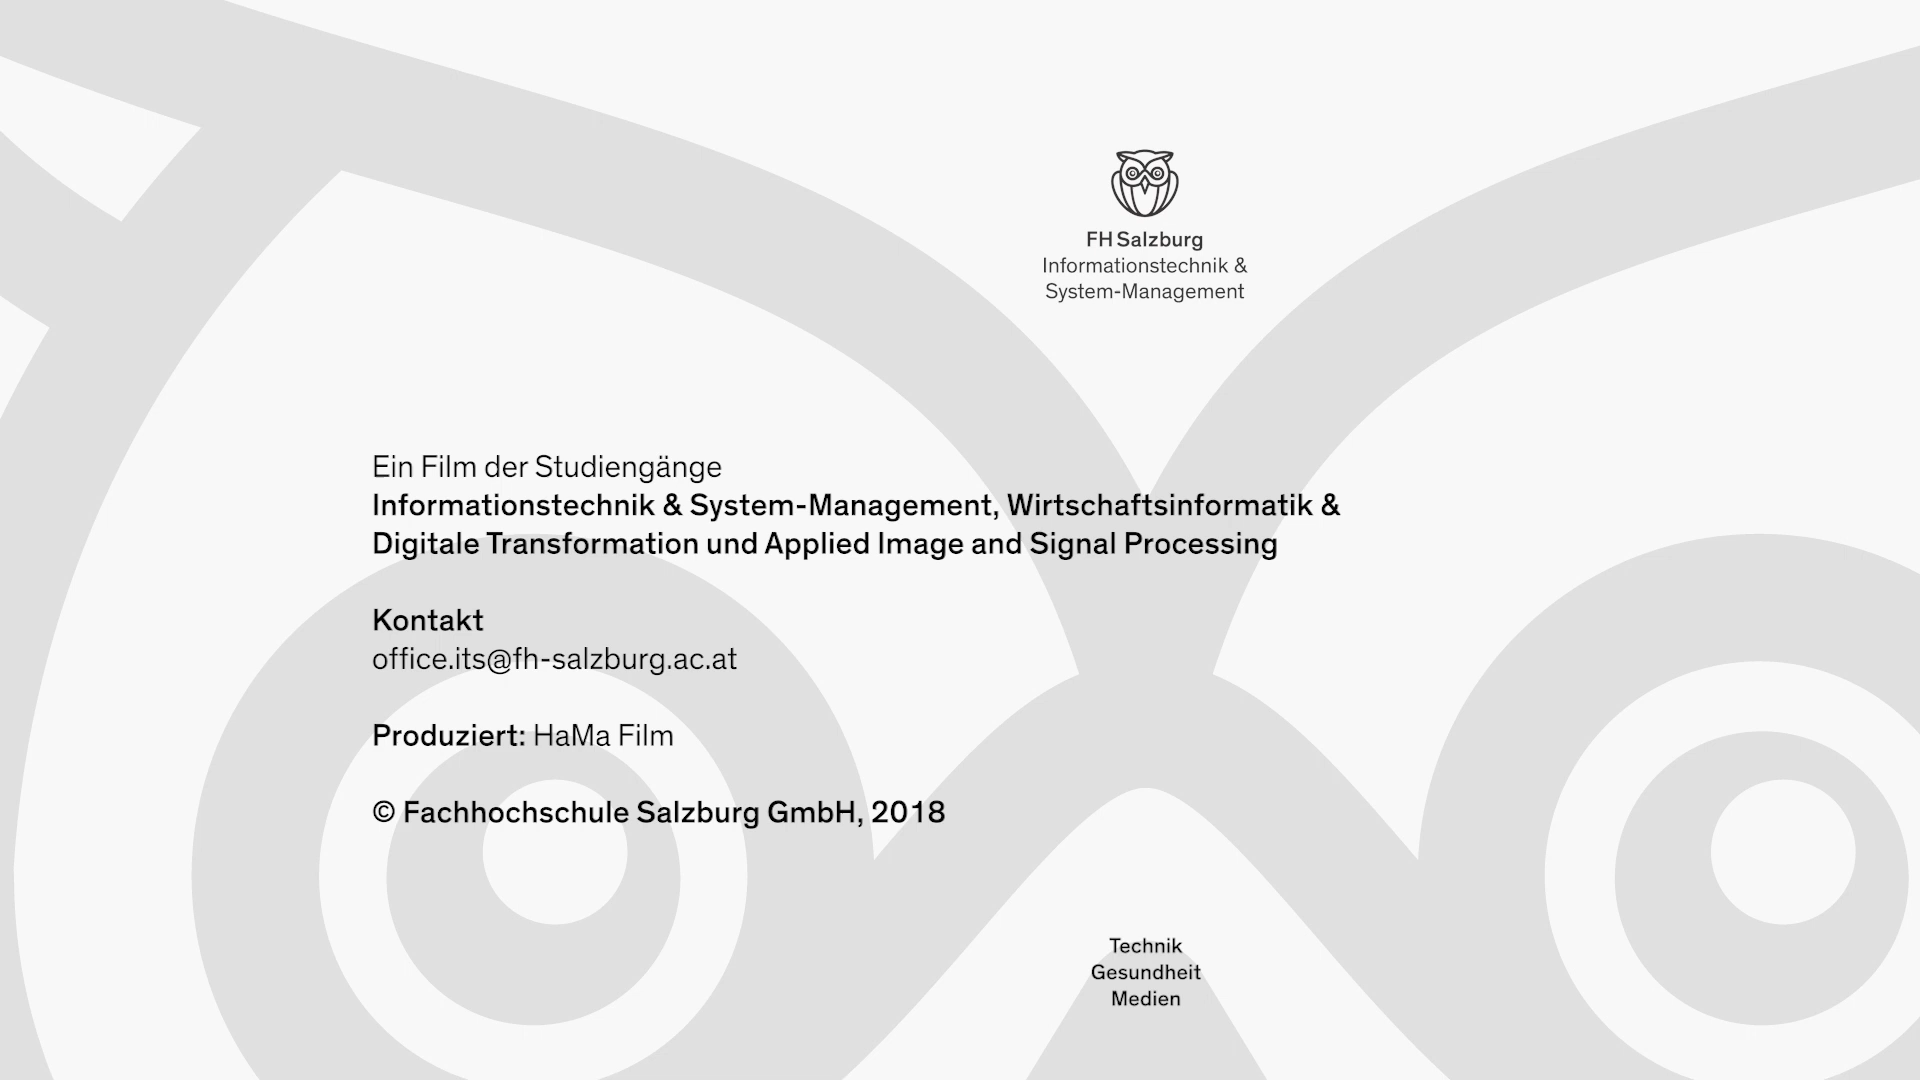 FH Salzburg
Informationstechnik &
System-Management
Ein Film der Studiengänge
Informationstechnik & System-Management, Wirtschaftsinformatik &
Digitale Transformation und Applied Image and Signal Processing
Kontakt
office.its@fh-salzburg.ac.at
Produziert: HaMa Film
© Fachhochschule Salzburg GmbH, 2018
Technik
Gesundheit
Medien